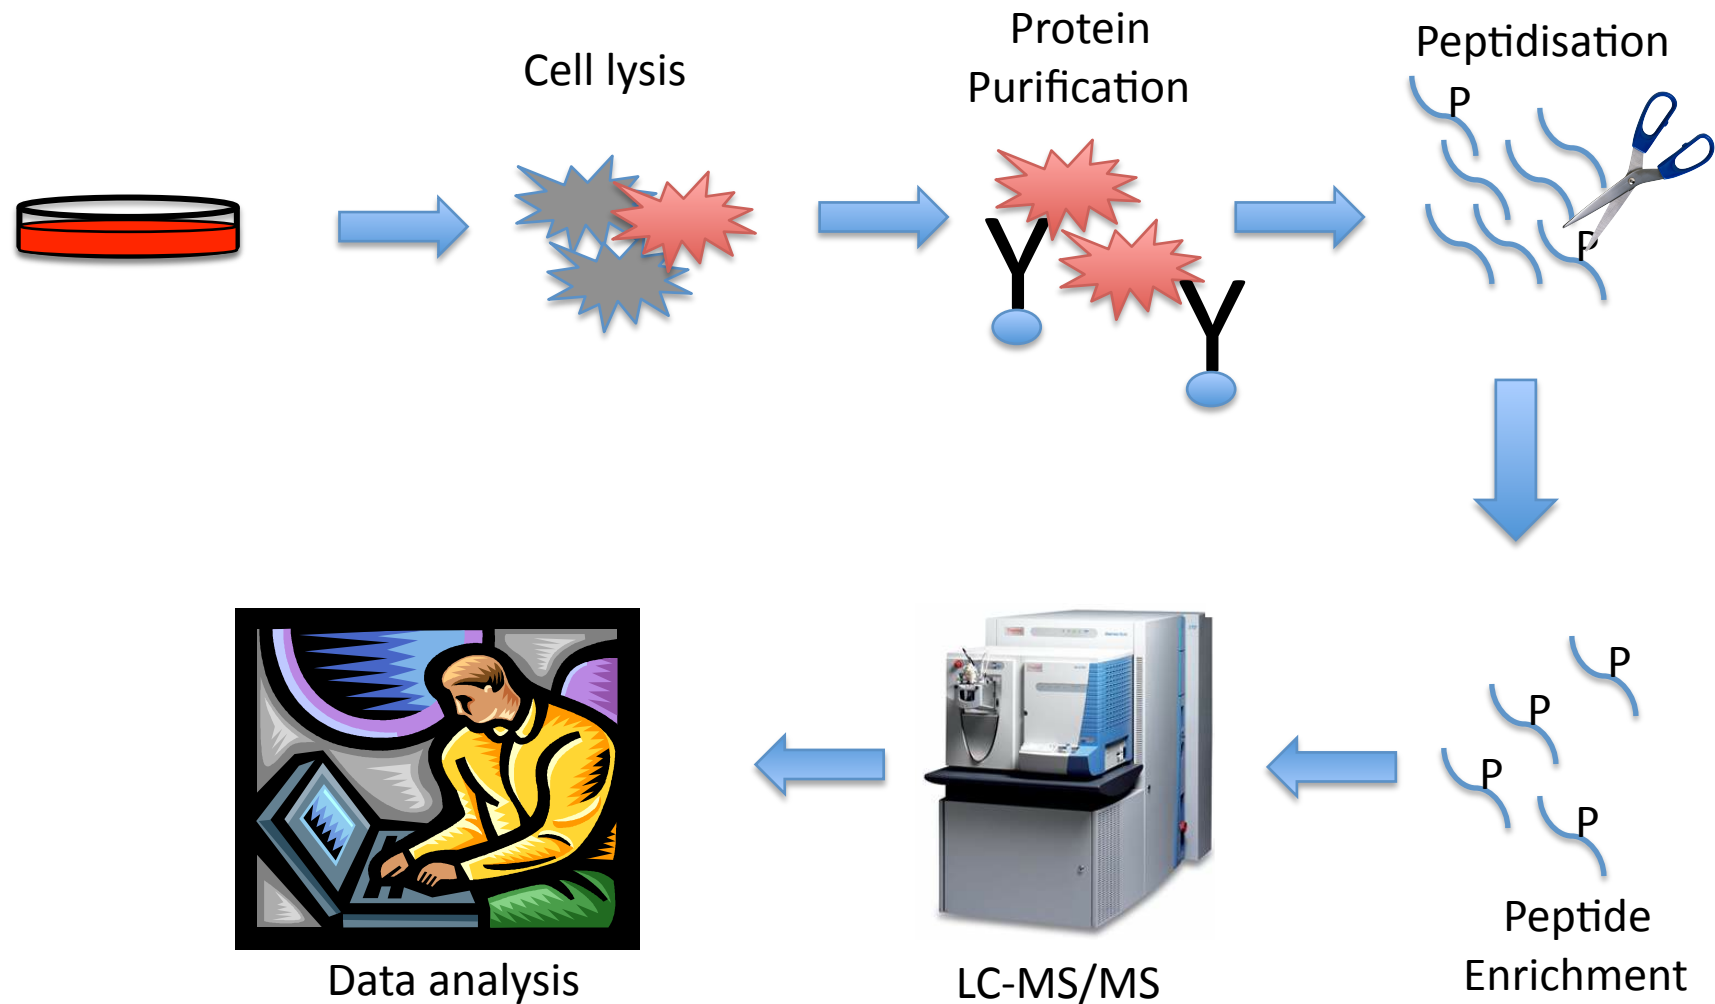 Cell lysis
Protein
Purification
Peptidisation
P
P
P
P
P
P
Peptide
Enrichment
LC-MS/MS
Data analysis